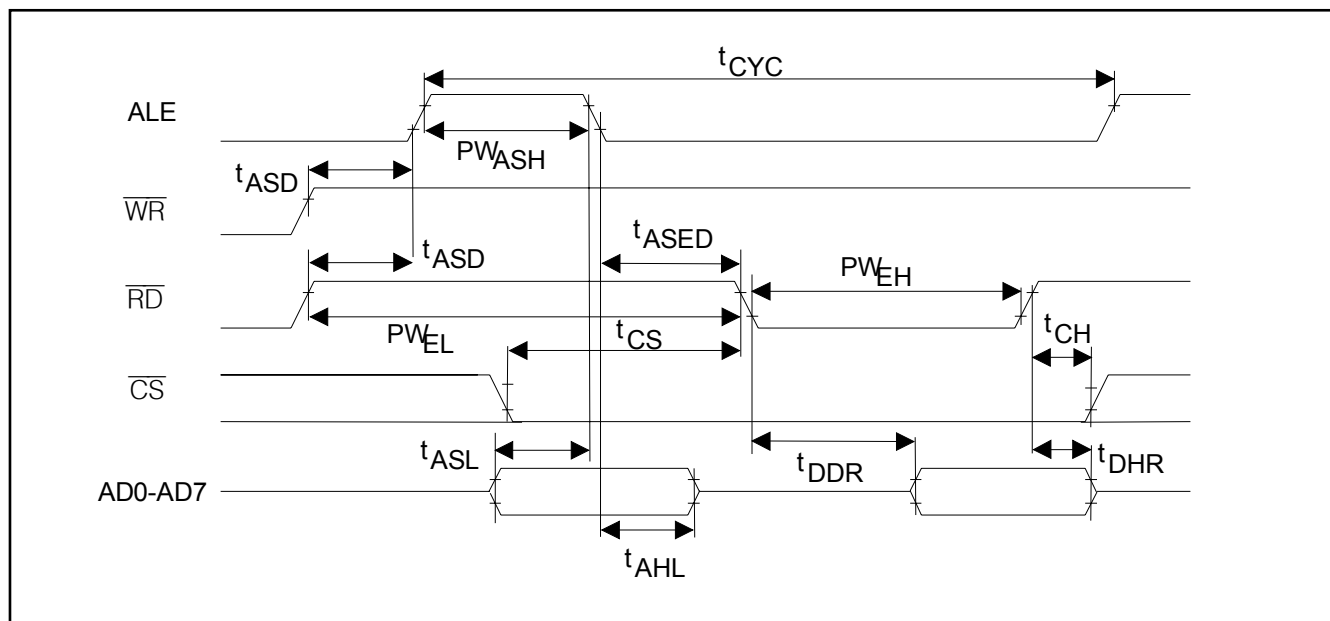 tCYC
ALE
PWASH
tASD
WR
tASED
tASD
PWEH
RD
PWEL
tCS
tCH
CS
tASL
tDDR
tDHR
AD0-AD7
tAHL